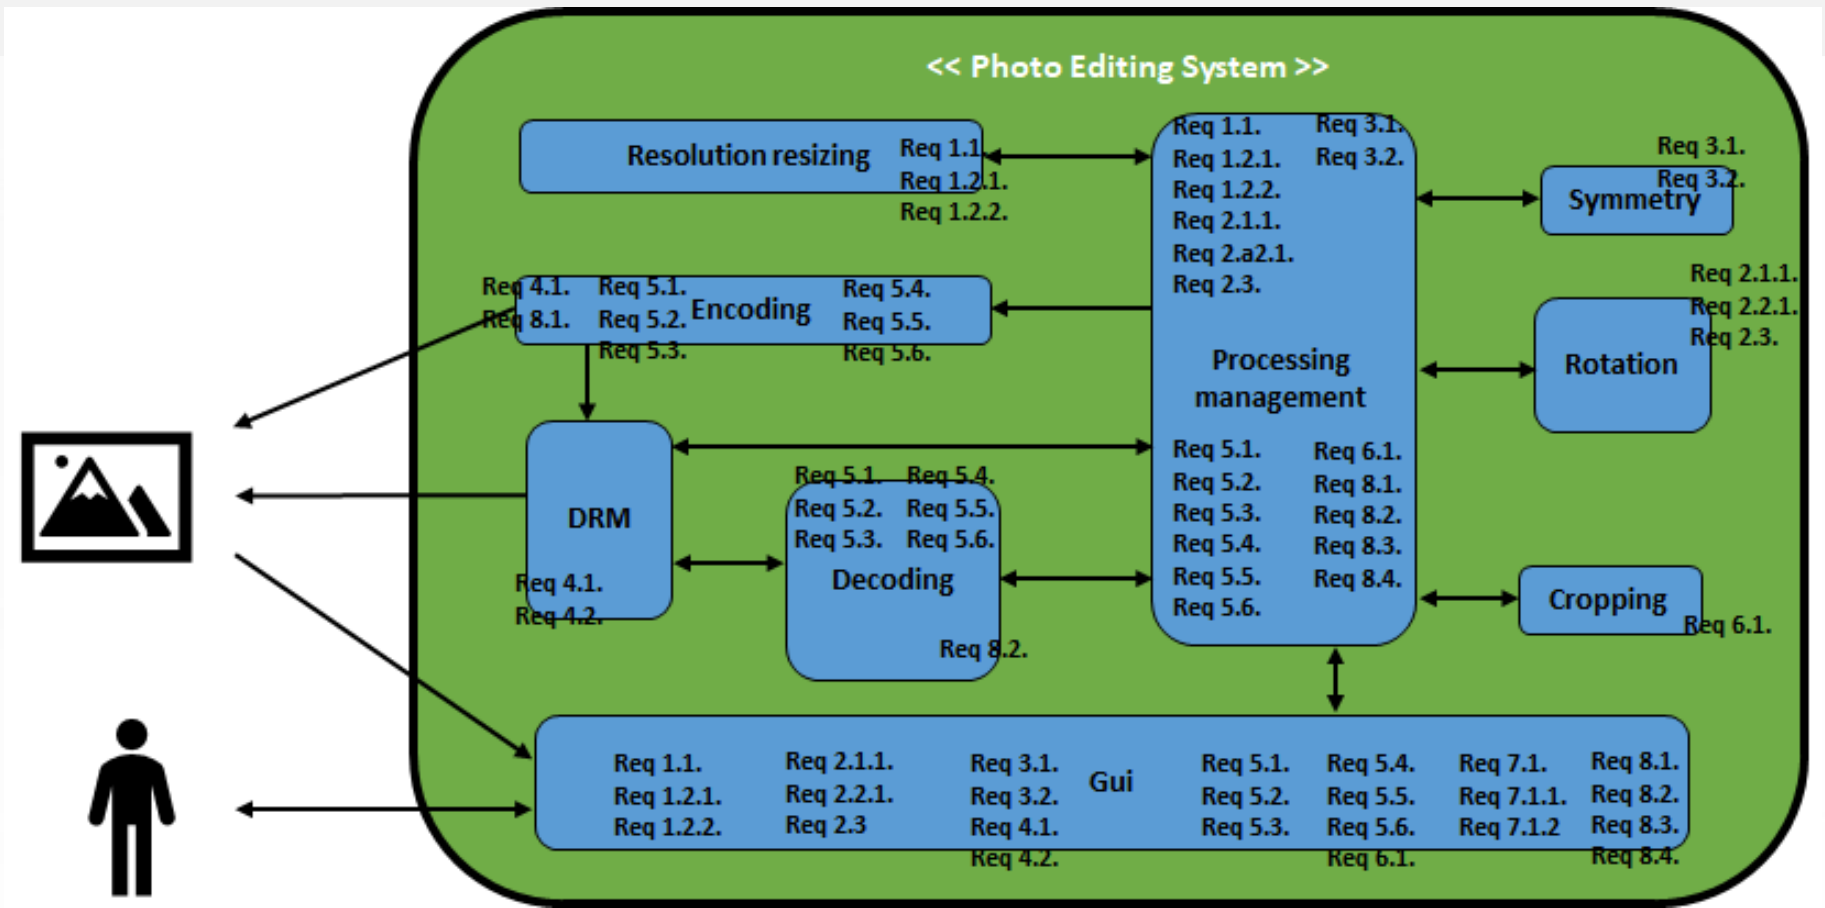 << Photo Editing System >>
Resolution resizing
Req 1.1.
Req 1.2.1.
Req 1.2.2.
Req 1.1.
Req 1.2.1.
Req 1.2.2.
Req 2.1.1.
Req 2.a2.1.
Req 2.3.
Req 3.1.
Req 3.2.
Processing
management
Req 5.1.
Req 5.2.
Req 5.3.
Req 5.4.
Req 5.5.
Req 5.6.
Req 6.1.
Req 8.1.
Req 8.2.
Req 8.3.
Req 8.4.
Req 3.1.
Req 3.2.
Symmetry
Req 2.1.1.
Req 2.2.1.
Req 2.3.
Rotation
Req 4.1.
Req 8.1.
Req 5.1.
Req 5.2.
Req 5.3.
Encoding
Req 5.4.
Req 5.5.
Req 5.6.
DRM
Req 4.1.
Req 4.2.
Req 5.1.
Req 5.2.
Req 5.3.
Req 5.4.
Req 5.5.
Req 5.6.
Decoding
Req 8.2.
Cropping
Req 6.1.
Req 1.1.
Req 1.2.1.
Req 1.2.2.
Req 2.1.1.
Req 2.2.1.
Req 2.3
Req 3.1.
Req 3.2.
Req 4.1.
Req 4.2.
Gui
Req 5.1.
Req 5.2.
Req 5.3.
Req 5.4.
Req 5.5.
Req 5.6.
Req 6.1.
Req 7.1.
Req 7.1.1.
Req 7.1.2
Req 8.1.
Req 8.2.
Req 8.3.
Req 8.4.